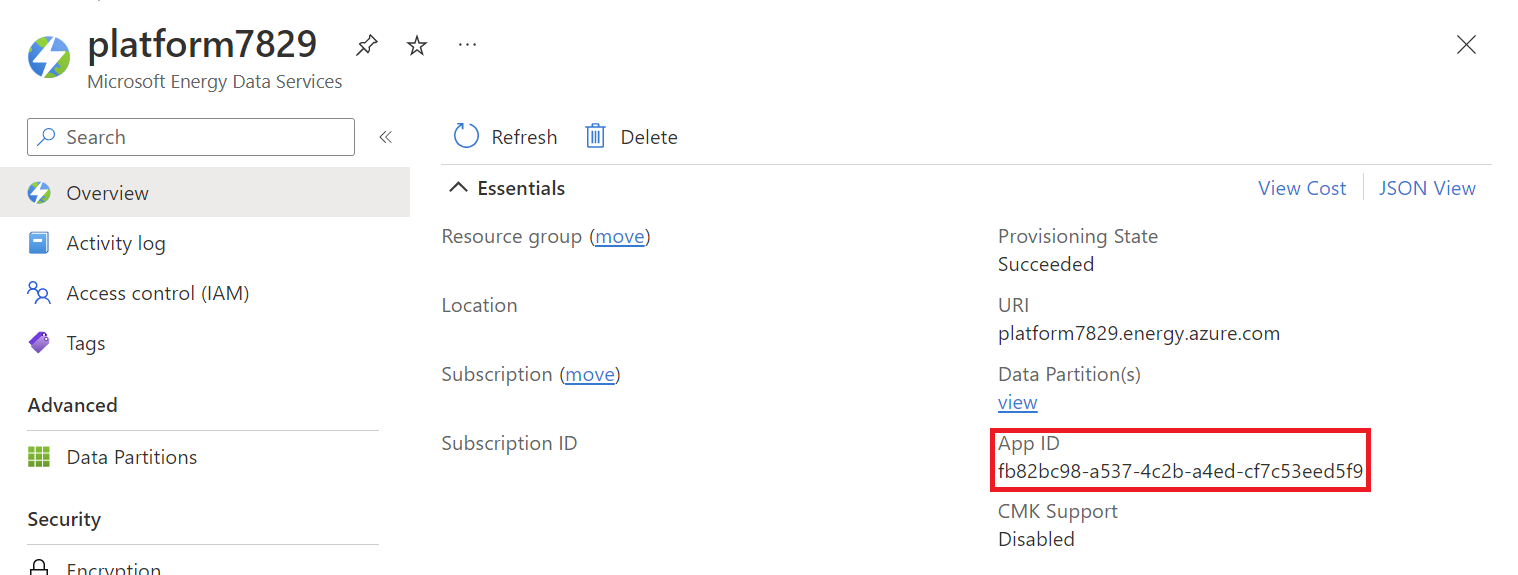 platform7829
Microsoft Energy Data Services
Search
«
Refresh
Delete
Overview
Activity log
Access control (IAM)
Tags
Advanced
Data Partitions
Security
Encryption
Essentials
View Cost
JSON View
Resource group (move)
Location
Subscription (move)
Subscription ID
Provisioning State
Succeeded
URI
platform7829.energy.azure.com
Data Partition(s)
view
App ID
fb82bc98-a537-4c2b-a4ed-cf7c53eed5f9
CMK Support
Disabled